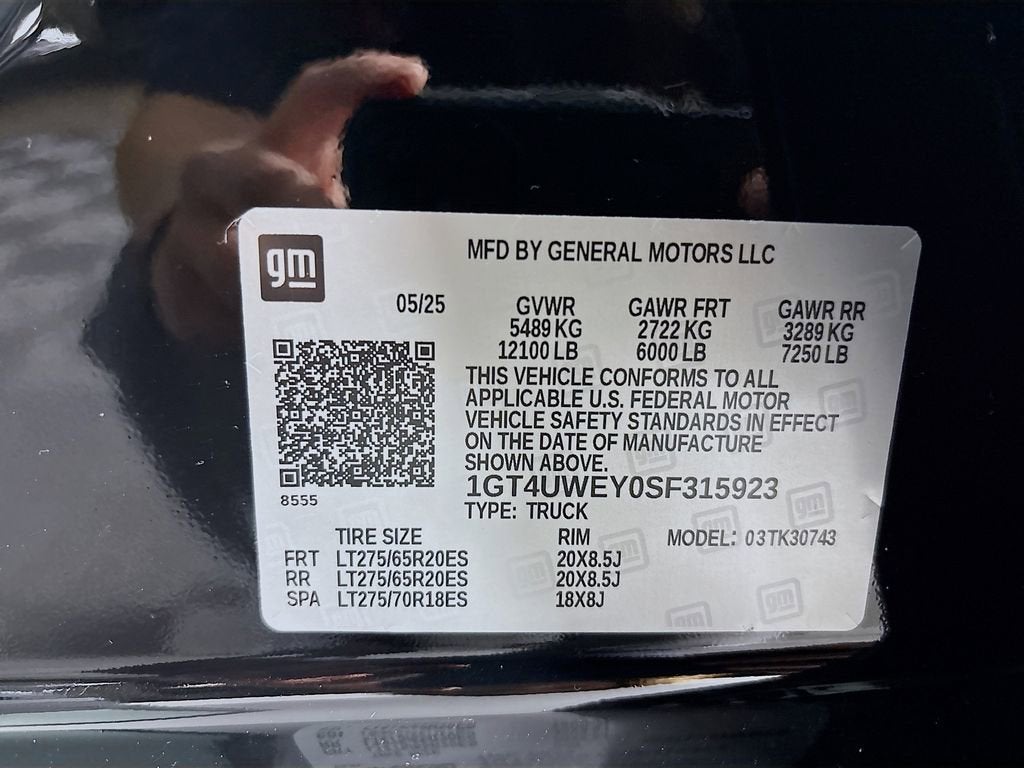 gm
MFD BY GENERAL MOTORS LLC
05/25 GVWR GAWR FRT GAWR RR
5489 KG 2722 KG 3289 KG
12100 LB 6000 LB 7250 LB
THIS VEHICLE CONFORMS TO ALL
APPLICABLE U.S. FEDERAL MOTOR
VEHICLE SAFETY STANDARDS IN EFFECT
ON THE DATE OF MANUFACTURE
SHOWN ABOVE.
1GT4UWEY0SF315923
8555
TYPE: TRUCK
TIRE SIZE RIM MODEL: 03TK30743
FRT LT275/65R20ES 20X8.5J
RR LT275/65R20ES 20X8.5J
SPA LT275/70R18ES 18X8J